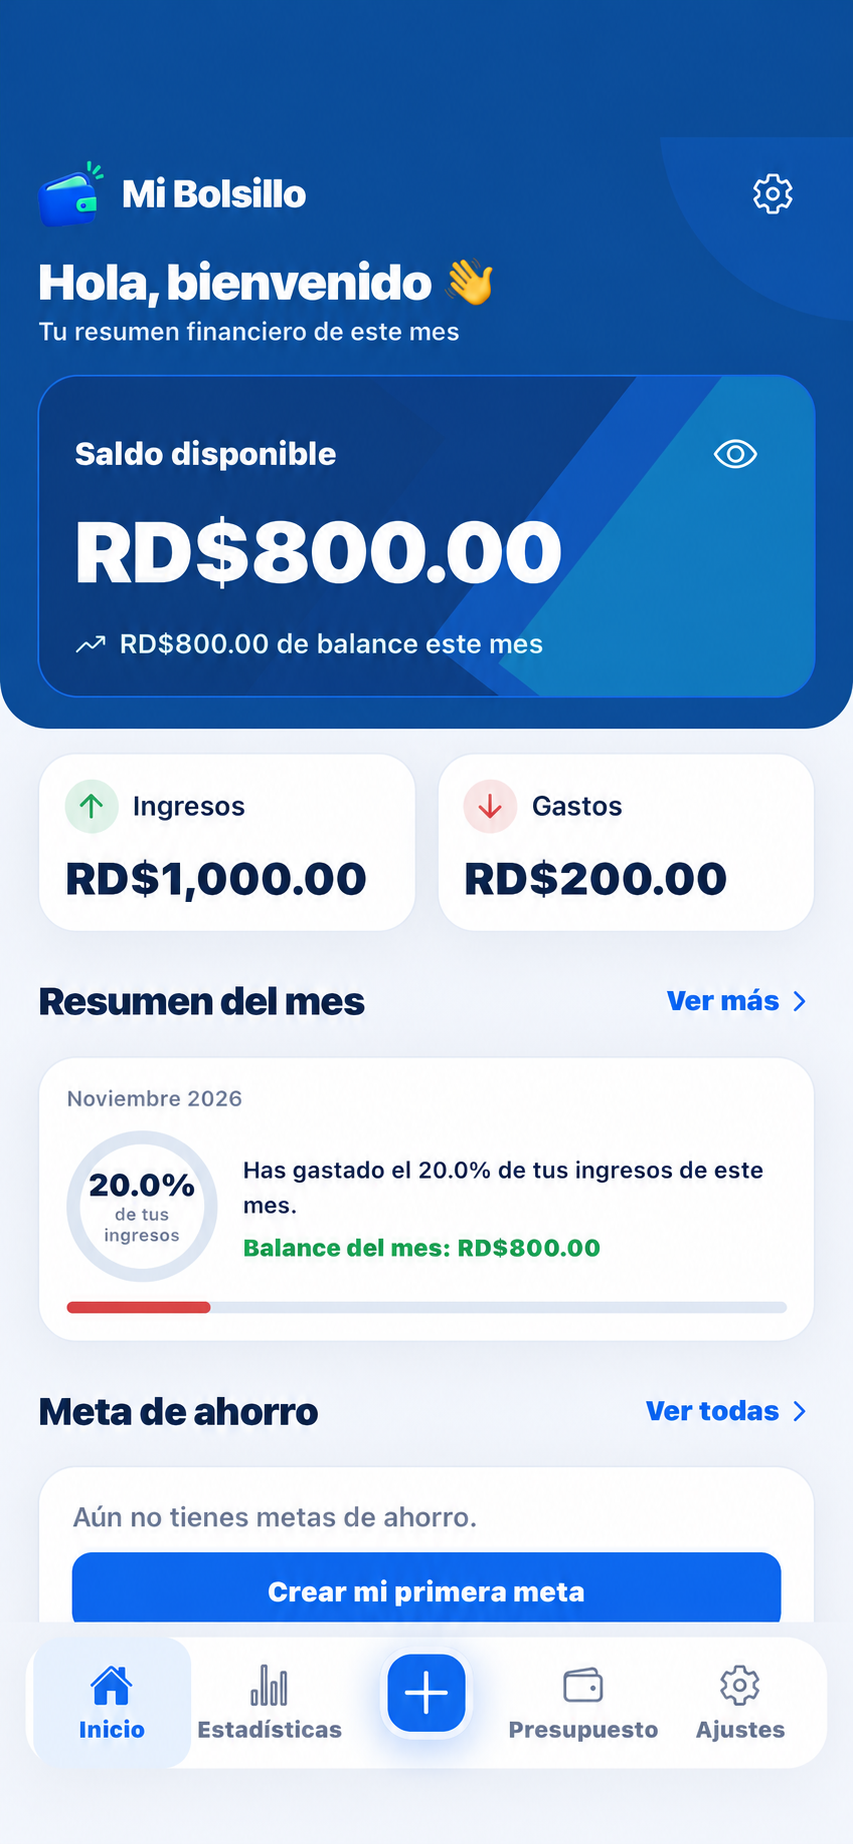 Mi Bolsillo
Hola, bienvenido 👋
Tu resumen financiero de este mes
Saldo disponible
RD$800.00
RD$800.00 de balance este mes
Ingresos
RD$1,000.00
Gastos
RD$200.00
Resumen del mes
Ver más
Noviembre 2026
20.0%
de tus
ingresos
Has gastado el 20.0% de tus ingresos de este
mes.
Balance del mes: RD$800.00
Meta de ahorro
Ver todas
Aún no tienes metas de ahorro.
Crear mi primera meta
Inicio
Estadísticas
Presupuesto
Ajustes